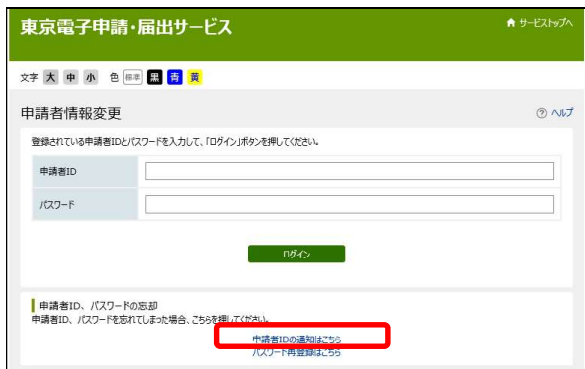 東京電子申請・届出サービス
サービストップへ
文字 大 中 小 色 標準 黒 青 黄
申請者情報変更
? ヘルプ
登録されている申請者IDとパスワードを入力して、「ログイン」ボタンを押してください。
申請者ID
パスワード
ログイン
申請者ID、パスワードの忘却
申請者ID、パスワードを忘れてしまった場合、こちらを押してください。
申請者IDの通知はこちら
パスワード再登録はこちら